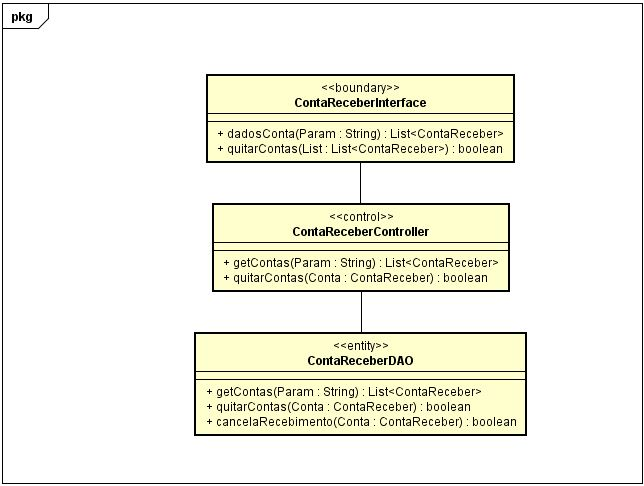 pkg
<<boundary>>
ContaReceberInterface
+ dadosConta(Param : String) : List<ContaReceber>
+ quitarContas(List : List<ContaReceber>) : boolean
<<control>>
ContaReceberController
+ getContas(Param : String) : List<ContaReceber>
+ quitarContas(Conta : ContaReceber) : boolean
<<entity>>
ContaReceberDAO
+ getContas(Param : String) : List<ContaReceber>
+ quitarContas(Conta : ContaReceber) : boolean
+ cancelaRecebimento(Conta : ContaReceber) : boolean